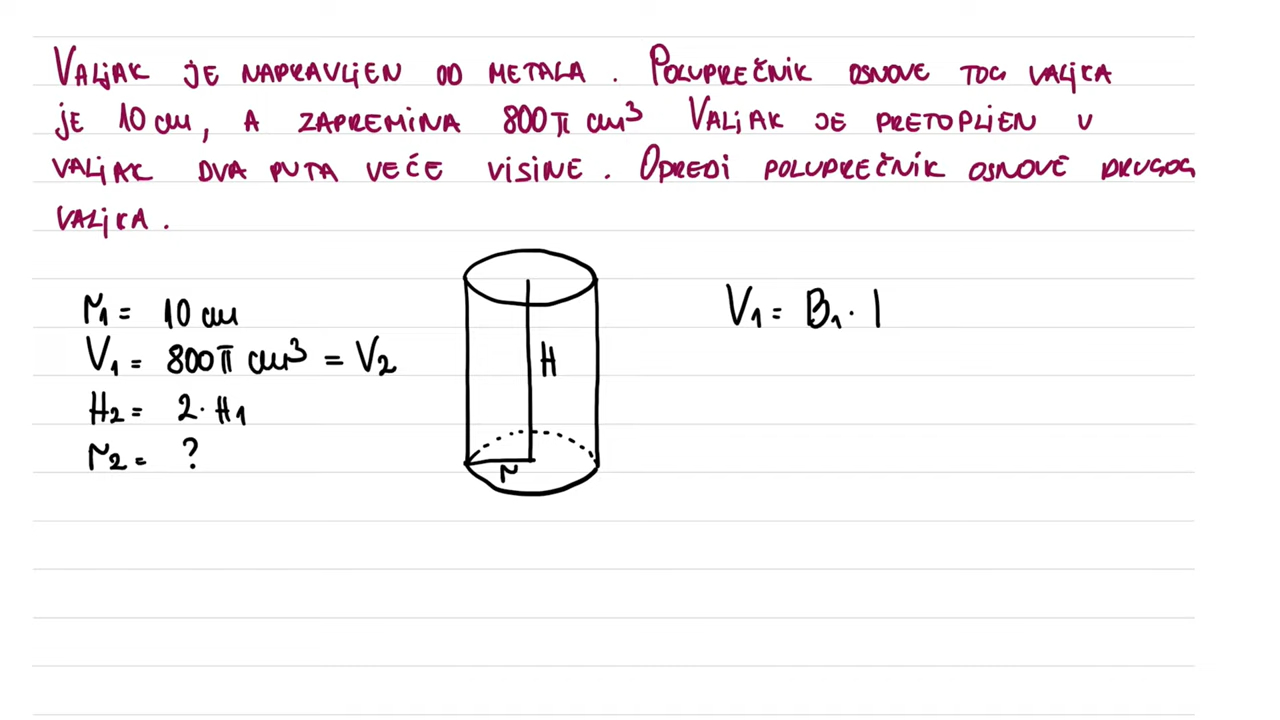 VALJAK JE NAPRAVLJEN OD METALA. POLUPREČNIK OSNOVE TOG VALJKA
JE 10 cm, A ZAPREMINA 800π cm³ VALJAK JE PRETOPLJEN U
VALJAK DVA PUTA VEĆE VISINE. OPREDI POLUPREČNIK OSNOVE DRUGOG
VALJKA.
r₁ = 10 cm
V₁ = 800π cm³ = V₂
H₂ = 2·H₁
r₂ = ?
H
r
V₁ = B₁ · |